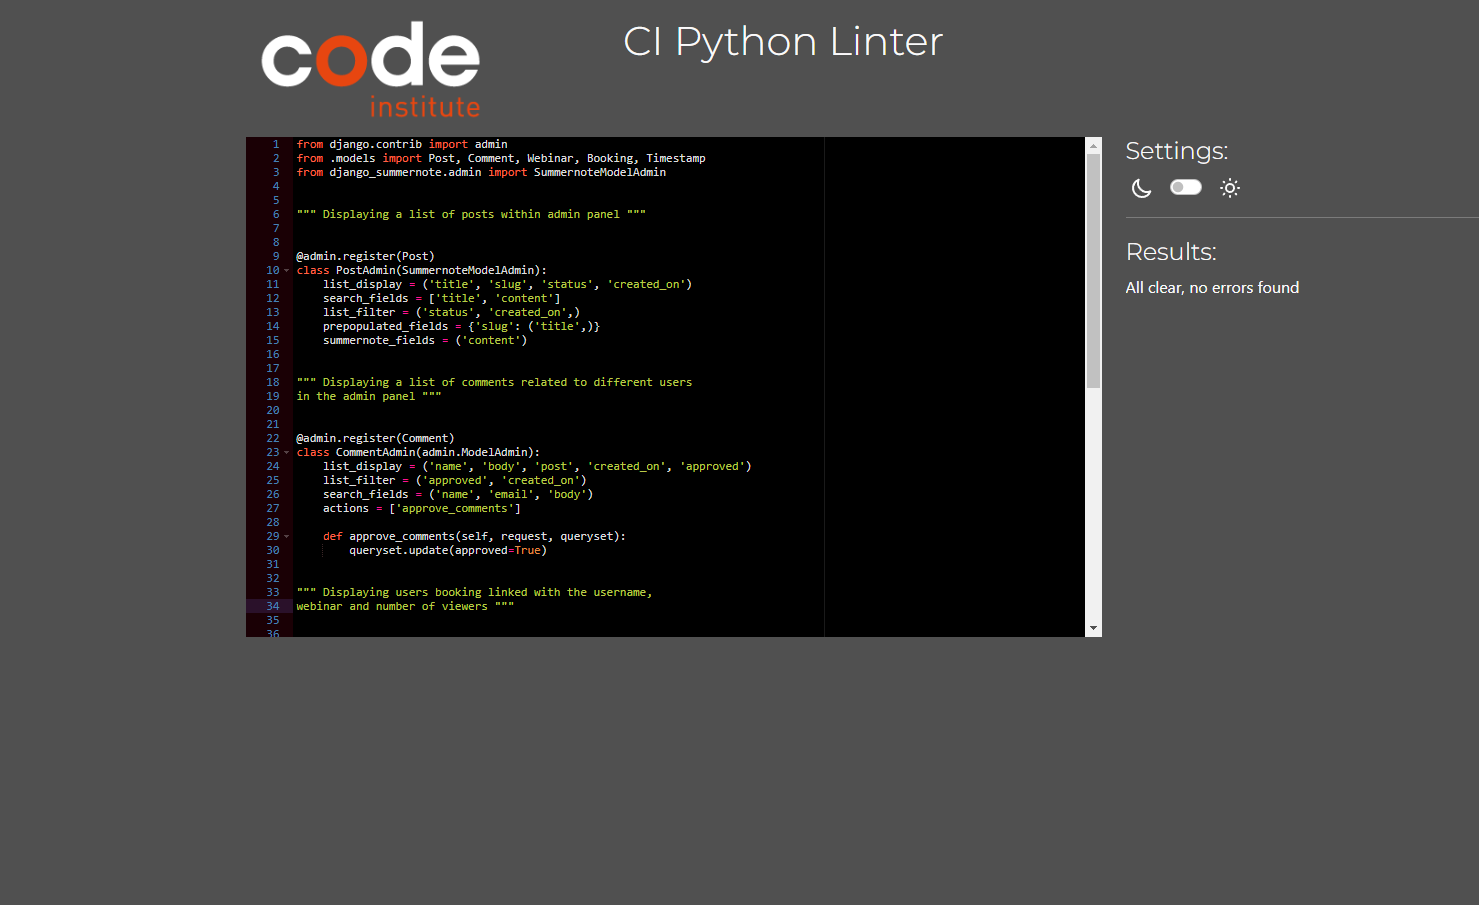 code
institute
CI Python Linter
1 from django.contrib import admin
2 from .models import Post, Comment, Webinar, Booking, Timestamp
3 from django_summernote.admin import SummernoteModelAdmin
4
5
6 """ Displaying a list of posts within admin panel """
7
8
9 @admin.register(Post)
10 class PostAdmin(SummernoteModelAdmin):
11     list_display = ('title', 'slug', 'status', 'created_on')
12     search_fields = ['title', 'content']
13     list_filter = ('status', 'created_on',)
14     prepopulated_fields = {'slug': ('title',)}
15     summernote_fields = ('content')
16
17
18 """ Displaying a list of comments related to different users
19 in the admin panel """
20
21
22 @admin.register(Comment)
23 class CommentAdmin(admin.ModelAdmin):
24     list_display = ('name', 'body', 'post', 'created_on', 'approved')
25     list_filter = ('approved', 'created_on')
26     search_fields = ('name', 'email', 'body')
27     actions = ['approve_comments']
28
29     def approve_comments(self, request, queryset):
30         queryset.update(approved=True)
31
32
33 """ Displaying users booking linked with the username,
34 webinar and number of viewers """
35
36
Settings:
Results:
All clear, no errors found